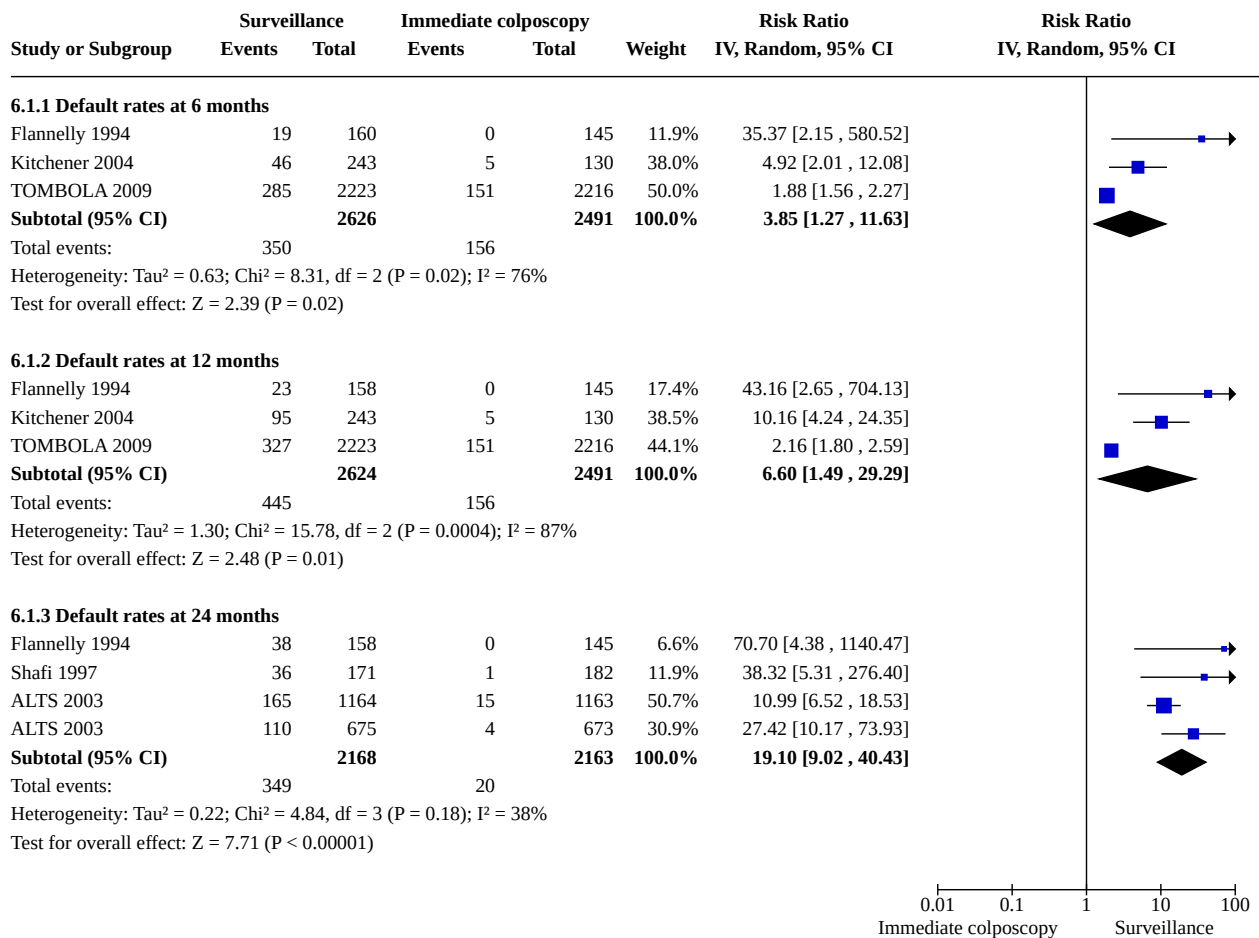 Surveillance Immediate colposcopy Risk Ratio Risk Ratio
Study or Subgroup Events Total Events Total Weight IV, Random, 95% CI IV, Random, 95% CI
6.1.1 Default rates at 6 months
Flannelly 1994 19 160 0 145 11.9% 35.37 [2.15 , 580.52]
Kitchener 2004 46 243 5 130 38.0% 4.92 [2.01 , 12.08]
TOMBOLA 2009 285 2223 151 2216 50.0% 1.88 [1.56 , 2.27]
Subtotal (95% CI) 2626 2491 100.0% 3.85 [1.27 , 11.63]
Total events: 350 156
Heterogeneity: Tau² = 0.63; Chi² = 8.31, df = 2 (P = 0.02); I² = 76%
Test for overall effect: Z = 2.39 (P = 0.02)
6.1.2 Default rates at 12 months
Flannelly 1994 23 158 0 145 17.4% 43.16 [2.65 , 704.13]
Kitchener 2004 95 243 5 130 38.5% 10.16 [4.24 , 24.35]
TOMBOLA 2009 327 2223 151 2216 44.1% 2.16 [1.80 , 2.59]
Subtotal (95% CI) 2624 2491 100.0% 6.60 [1.49 , 29.29]
Total events: 445 156
Heterogeneity: Tau² = 1.30; Chi² = 15.78, df = 2 (P = 0.0004); I² = 87%
Test for overall effect: Z = 2.48 (P = 0.01)
6.1.3 Default rates at 24 months
Flannelly 1994 38 158 0 145 6.6% 70.70 [4.38 , 1140.47]
Shafi 1997 36 171 1 182 11.9% 38.32 [5.31 , 276.40]
ALTS 2003 165 1164 15 1163 50.7% 10.99 [6.52 , 18.53]
ALTS 2003 110 675 4 673 30.9% 27.42 [10.17 , 73.93]
Subtotal (95% CI) 2168 2163 100.0% 19.10 [9.02 , 40.43]
Total events: 349 20
Heterogeneity: Tau² = 0.22; Chi² = 4.84, df = 3 (P = 0.18); I² = 38%
Test for overall effect: Z = 7.71 (P < 0.00001)
0.01 0.1 1 10 100
Immediate colposcopy Surveillance